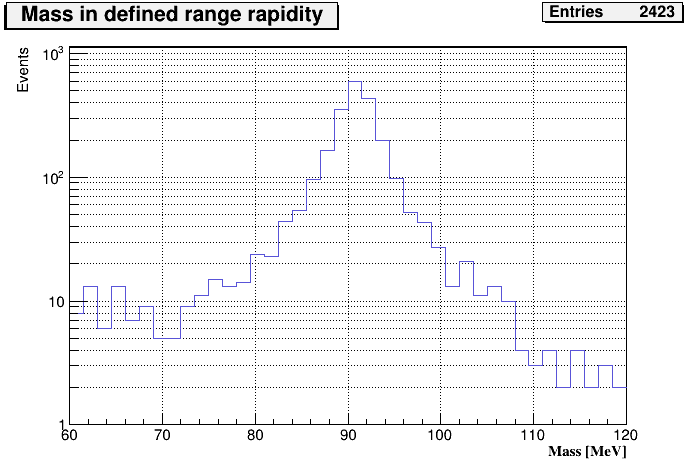 Mass in defined range rapidity
Entries 2423
Events
10³
10²
10
1
60 70 80 90 100 110 120
Mass [MeV]